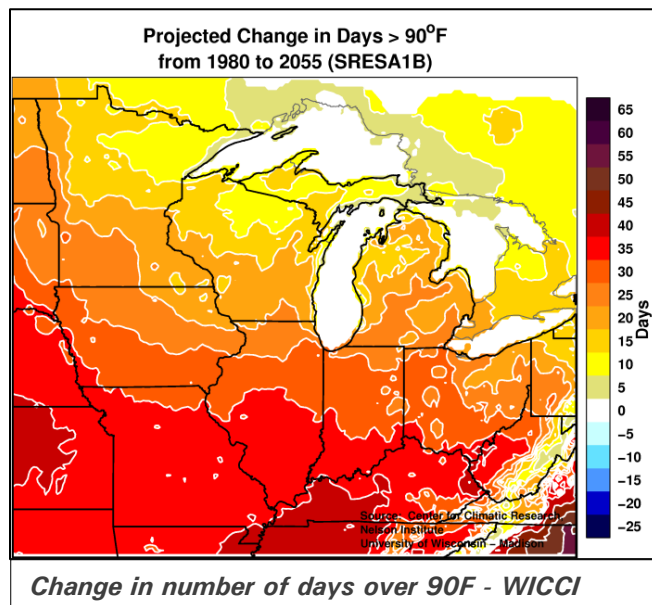 Projected Change in Days > 90°F
from 1980 to 2055 (SRESA1B)
65
60
55
50
45
40
35
30
25
20
15
10
5
0
−5
−10
−15
−20
−25
Days
Source: Center for Climatic Research
Nelson Institute
University of Wisconsin − Madison
Change in number of days over 90F - WICCI